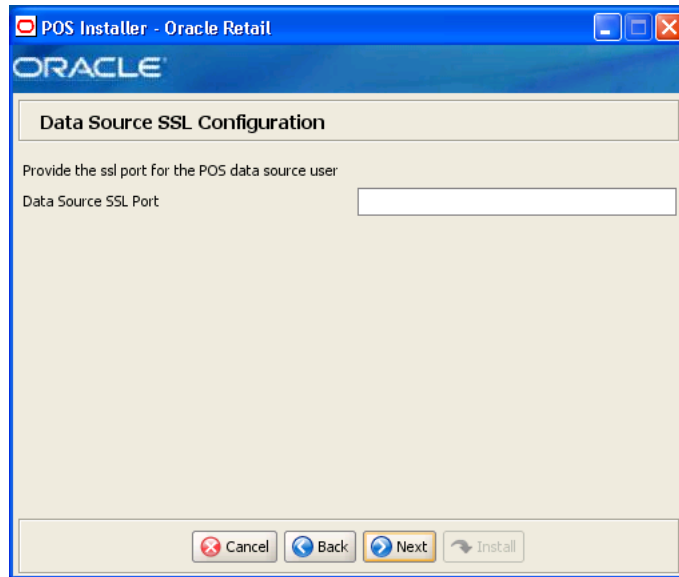 POS Installer - Oracle Retail
ORACLE
Data Source SSL Configuration
Provide the ssl port for the POS data source user
Data Source SSL Port
Cancel
Back
Next
Install